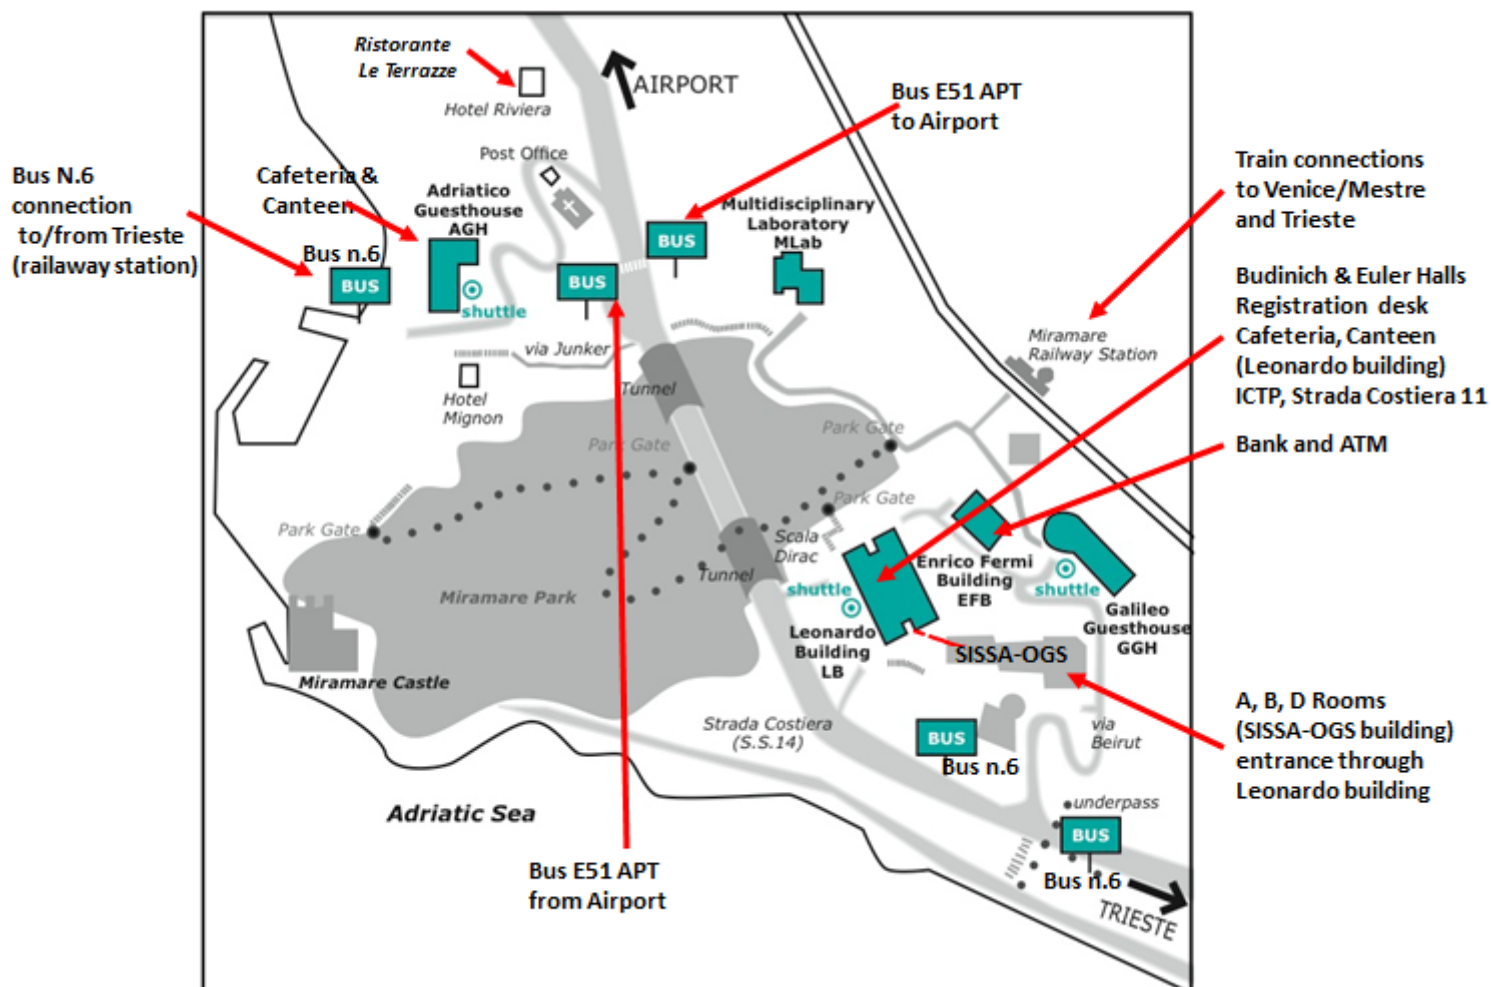 Ristorante
Le Terrazze
Hotel Riviera
AIRPORT
Bus E51 APT
to Airport
Post Office
Bus N.6
connection
to/from Trieste
(railaway station)
Cafeteria &
Canteen
Adriatico
Guesthouse
AGH
Bus n.6
BUS
shuttle
BUS
BUS
Multidisciplinary
Laboratory
MLab
Train connections
to Venice/Mestre
and Trieste
Budinich & Euler Halls
Registration desk
Cafeteria, Canteen
(Leonardo building)
ICTP, Strada Costiera 11
Miramare
Railway Station
via Junker
Hotel
Mignon
Tunnel
Park Gate
Park Gate
Bank and ATM
Park Gate
Park Gate
Scala
Dirac
Tunnel
Miramare Park
shuttle
Enrico Fermi
Building
EFB
shuttle
Galileo
Guesthouse
GGH
Leonardo
Building
LB
SISSA-OGS
Miramare Castle
A, B, D Rooms
(SISSA-OGS building)
entrance through
Leonardo building
Strada Costiera
(S.S.14)
BUS
Bus n.6
via
Beirut
Adriatic Sea
underpass
BUS
Bus n.6
TRIESTE
Bus E51 APT
from Airport